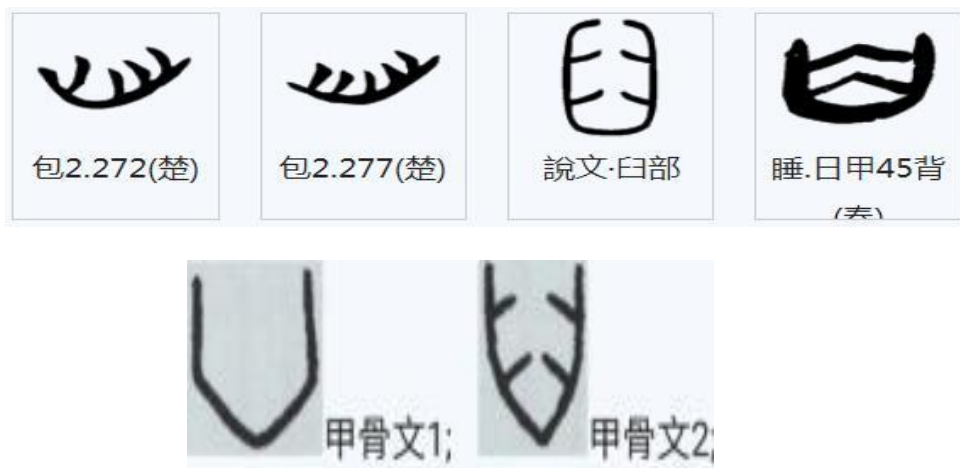 包2.272(楚)
包2.277(楚)
說文·臼部
睡.日甲45背
(秦)
甲骨文1;
甲骨文2;